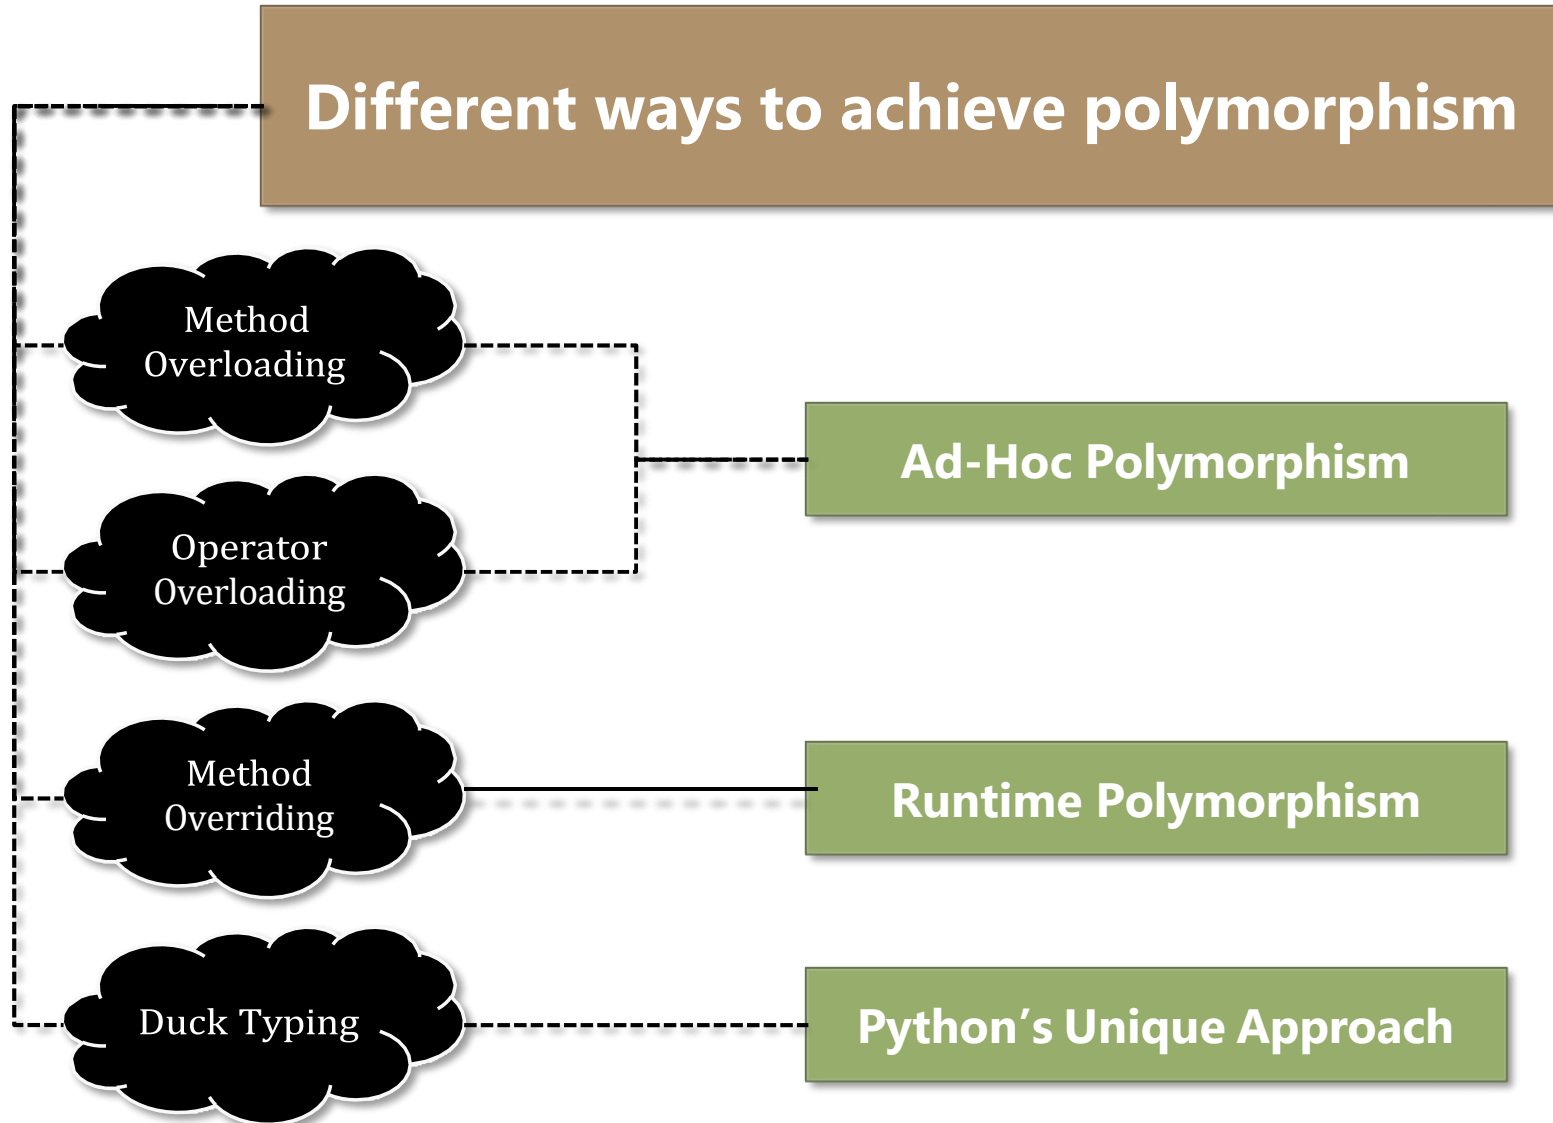 Different ways to achieve polymorphism
Method
Overloading
Ad-Hoc Polymorphism
Operator
Overloading
Method
Overriding
Runtime Polymorphism
Duck Typing
Python’s Unique Approach